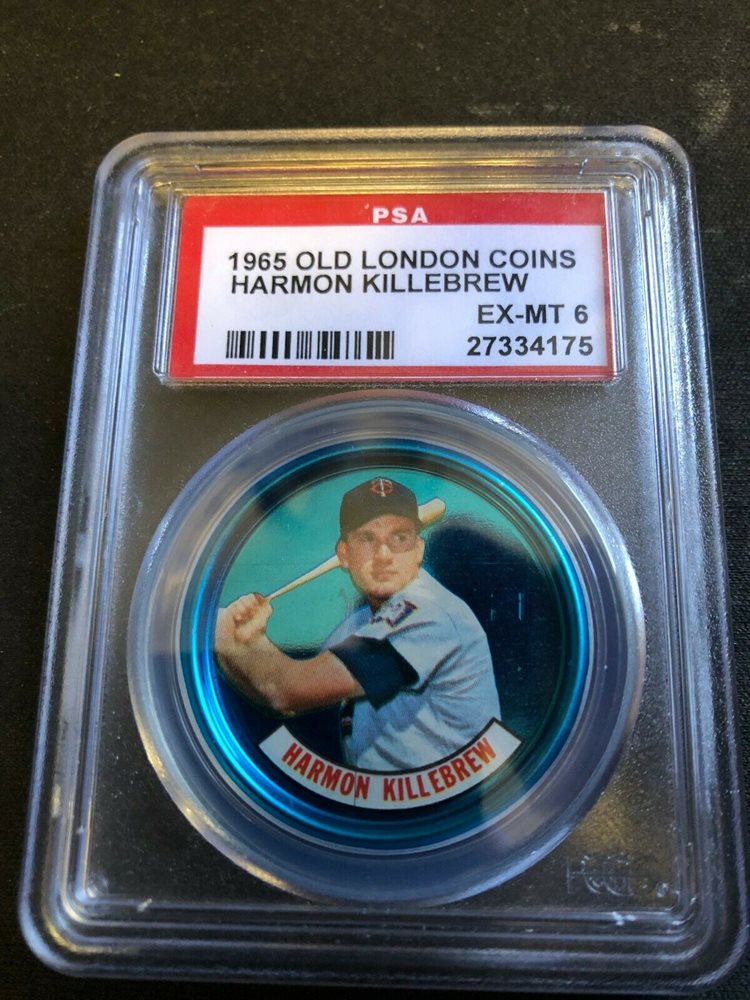 PSA
1965 OLD LONDON COINS
HARMON KILLEBREW
EX-MT 6
27334175
HARMON KILLEBREW